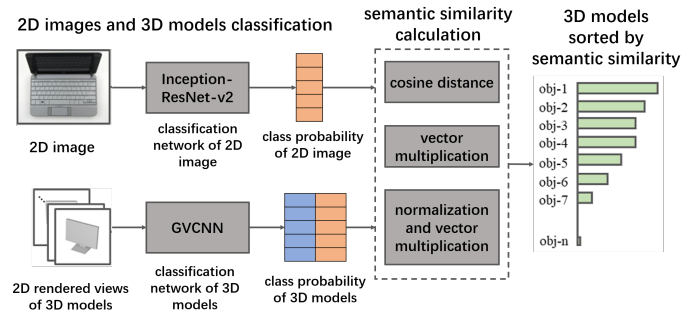 2D images and 3D models classification
semantic similarity
calculation
3D models
sorted by
semantic similarity
Inception-
ResNet-v2
2D image
classification
network of 2D
image
class probability
of 2D image
cosine distance
vector
multiplication
normalization
and vector
multiplication
GVCNN
2D rendered views
of 3D models
classification
network of 3D
models
class probability
of 3D models
obj-1
obj-2
obj-3
obj-4
obj-5
obj-6
obj-7
obj-n